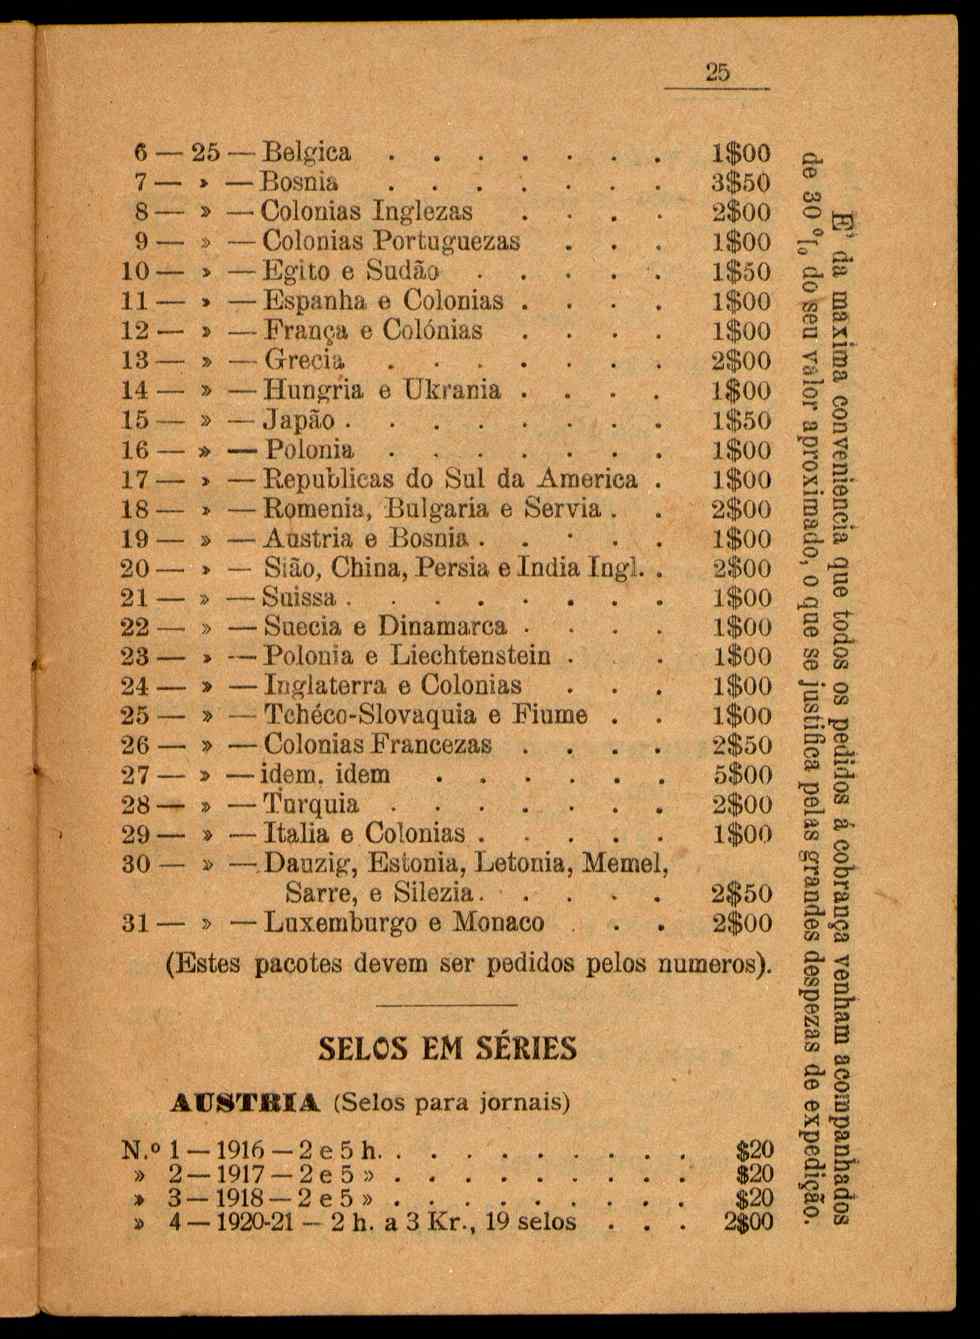 25
6 — 25 — Belgica . . . . . . . 1$00
7 — » — Bosnia . . . . . . . 3$50
8 — » — Colonias Inglezas . . . . 2$00
9 — » — Colonias Portuguezas . . . 1$00
10 — » — Egito e Sudão . . . . . 1$50
11 — » — Espanha e Colonias . . . . 1$00
12 — » — França e Colónias . . . . 1$00
13 — » — Grecia . . . . . . . 2$00
14 — » — Hungria e Ukrania . . . . 1$00
15 — » — Japão . . . . . . . . 1$50
16 — » — Polonia . . . . . . . 1$00
17 — » — Republicas do Sul da America . 1$00
18 — » — Romenia, Bulgaria e Servia . . 2$00
19 — » — Austria e Bosnia . . . . . 1$00
20 — » — Sião, China, Persia e India Ingl. . 2$00
21 — » — Suissa . . . . . . . . 1$00
22 — » — Suecia e Dinamarca . . . . 1$00
23 — » — Polonia e Liechtenstein . . . 1$00
24 — » — Inglaterra e Colonias . . . 1$00
25 — » — Tchéco-Slovaquia e Fiume . . 1$00
26 — » — Colonias Francezas . . . . 2$50
27 — » — idem, idem . . . . . . 5$00
28 — » — Turquia . . . . . . . 2$00
29 — » — Italia e Colonias . . . . . 1$00
30 — » — Danzig, Estonia, Letonia, Memel,
Sarre, e Silezia . . . . . 2$50
31 — » — Luxemburgo e Monaco . . . 2$00
(Estes pacotes devem ser pedidos pelos numeros).
SELOS EM SÉRIES
AUSTRIA (Selos para jornais)
N.º 1 — 1916 — 2 e 5 h. . . . . . . . . . $20
» 2 — 1917 — 2 e 5 » . . . . . . . . . $20
» 3 — 1918 — 2 e 5 » . . . . . . . . . $20
» 4 — 1920-21 — 2 h. a 3 Kr., 19 selos . . . 2$00
E' da maxima conveniencia que todos os pedidos á cobrança venham acompanhados
de 30 º/o do seu valor aproximado, o que se justifica pelas grandes despezas de expedição.